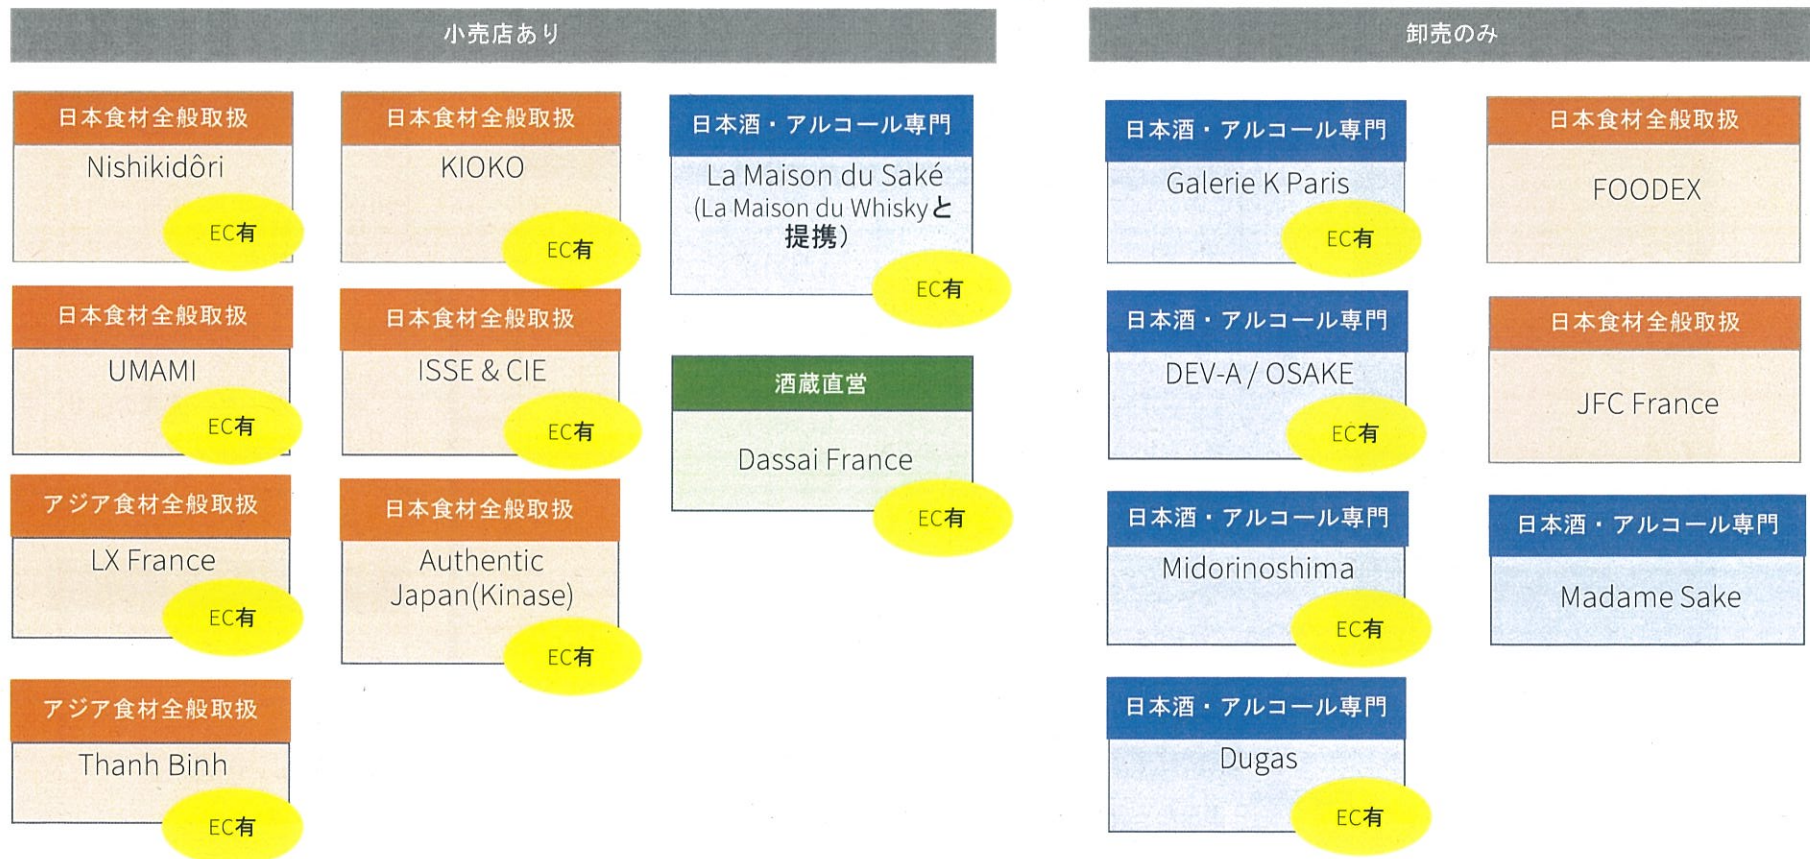 小売店あり
日本食材全般取扱
Nishikidôri
EC有
日本食材全般取扱
KIOKO
EC有
日本酒・アルコール専門
La Maison du Saké
(La Maison du Whiskyと
提携）
EC有
日本食材全般取扱
UMAMI
EC有
日本食材全般取扱
ISSE & CIE
EC有
酒蔵直営
Dassai France
EC有
アジア食材全般取扱
LX France
EC有
日本食材全般取扱
Authentic
Japan(Kinase)
EC有
アジア食材全般取扱
Thanh Binh
EC有
卸売のみ
日本酒・アルコール専門
Galerie K Paris
EC有
日本食材全般取扱
FOODEX
日本酒・アルコール専門
DEV-A / OSAKE
EC有
日本食材全般取扱
JFC France
日本酒・アルコール専門
Midorinoshima
EC有
日本酒・アルコール専門
Madame Sake
日本酒・アルコール専門
Dugas
EC有